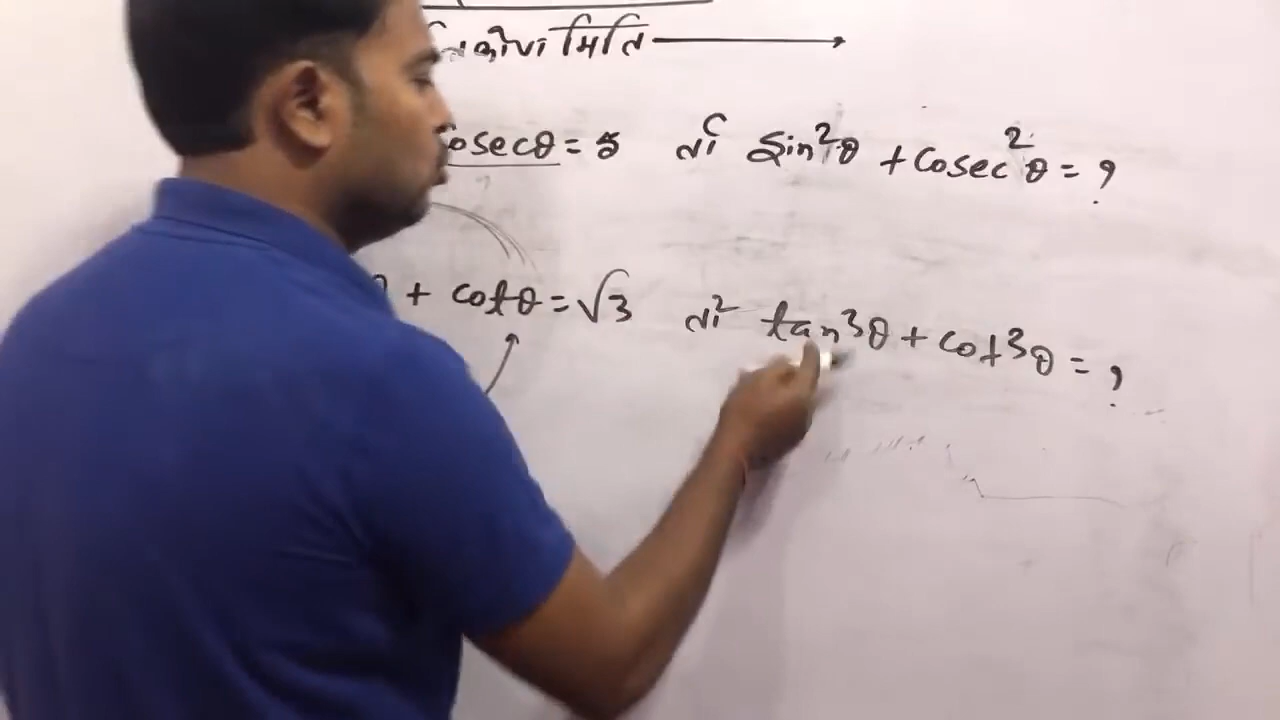 त्रिकोणमिति
cosecθ = 5 तो sin²θ + cosec²θ = ?
θ + cotθ = √3 तो tan³θ + cot³θ = ?